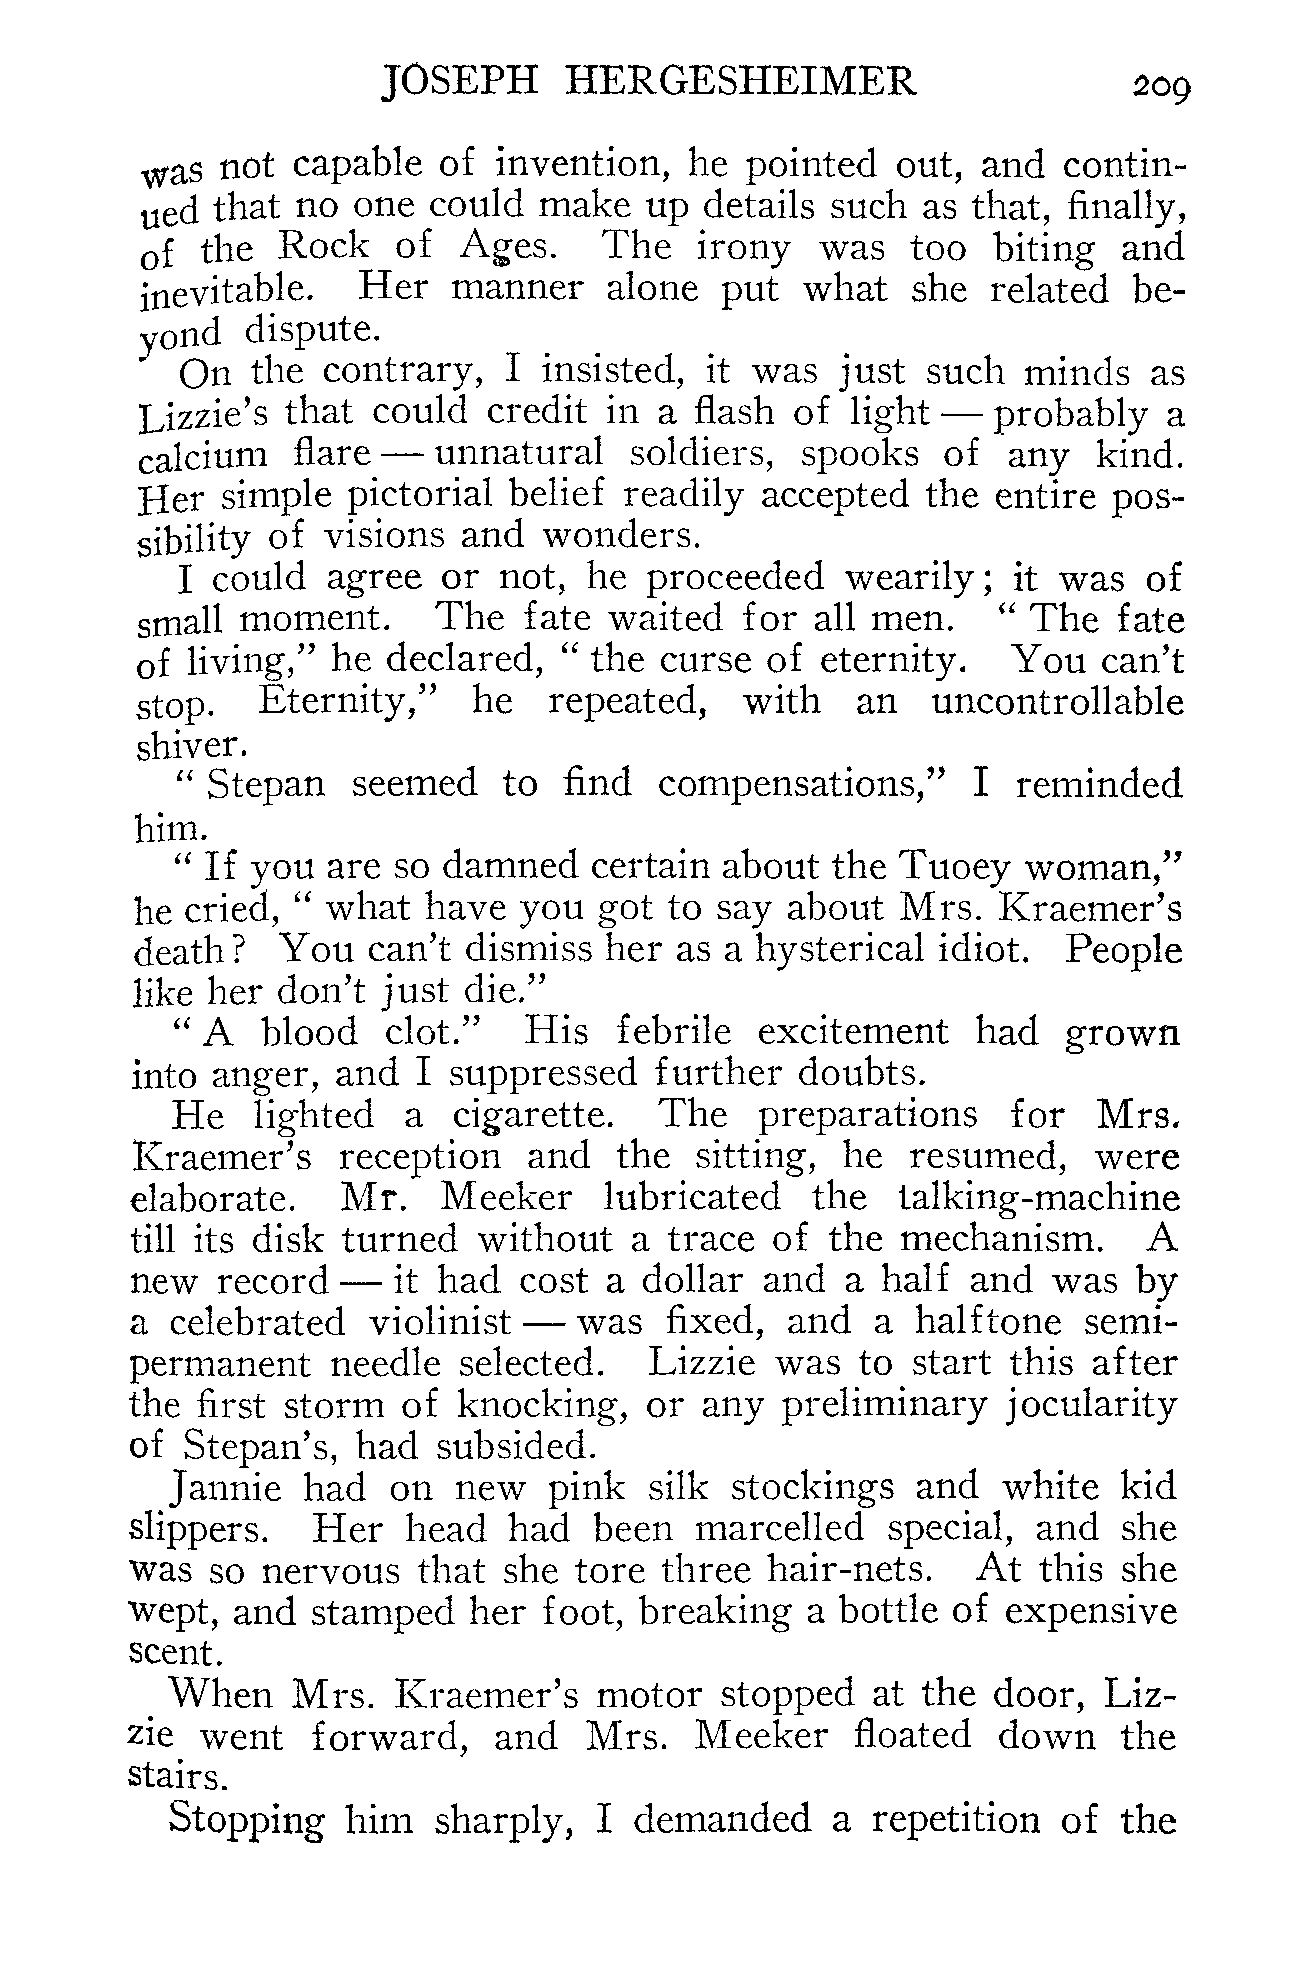 JOSEPH HERGESHEIMER 209
was not capable of invention, he pointed out, and contin-
ued that no one could make up details such as that, finally,
of the Rock of Ages. The irony was too biting and
inevitable. Her manner alone put what she related be-
yond dispute.
On the contrary, I insisted, it was just such minds as
Lizzie's that could credit in a flash of light — probably a
calcium flare — unnatural soldiers, spooks of any kind.
Her simple pictorial belief readily accepted the entire pos-
sibility of visions and wonders.
I could agree or not, he proceeded wearily; it was of
small moment. The fate waited for all men. " The fate
of living," he declared, " the curse of eternity. You can't
stop. Eternity," he repeated, with an uncontrollable
shiver.
" Stepan seemed to find compensations," I reminded
him.
" If you are so damned certain about the Tuoey woman,"
he cried, " what have you got to say about Mrs. Kraemer's
death? You can't dismiss her as a hysterical idiot. People
like her don't just die."
" A blood clot." His febrile excitement had grown
into anger, and I suppressed further doubts.
He lighted a cigarette. The preparations for Mrs.
Kraemer's reception and the sitting, he resumed, were
elaborate. Mr. Meeker lubricated the talking-machine
till its disk turned without a trace of the mechanism. A
new record — it had cost a dollar and a half and was by
a celebrated violinist — was fixed, and a halftone semi-
permanent needle selected. Lizzie was to start this after
the first storm of knocking, or any preliminary jocularity
of Stepan's, had subsided.
Jannie had on new pink silk stockings and white kid
slippers. Her head had been marcelled special, and she
was so nervous that she tore three hair-nets. At this she
wept, and stamped her foot, breaking a bottle of expensive
scent.
When Mrs. Kraemer's motor stopped at the door, Liz-
zie went forward, and Mrs. Meeker floated down the
stairs.
Stopping him sharply, I demanded a repetition of the